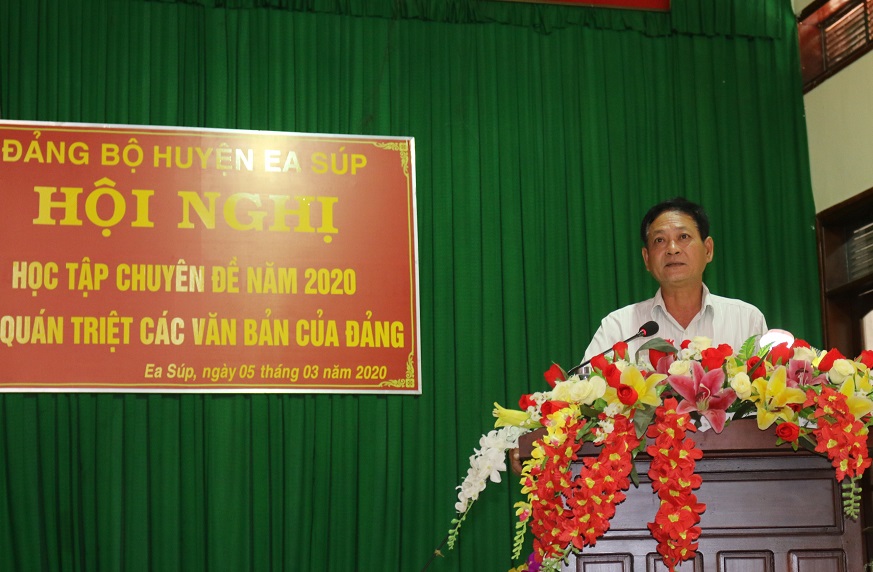 ĐẢNG BỘ HUYỆN EA SÚP
HỘI NGHỊ
HỌC TẬP CHUYÊN ĐỀ NĂM 2020
QUÁN TRIỆT CÁC VĂN BẢN CỦA ĐẢNG
Ea Súp, ngày 05 tháng 03 năm 2020